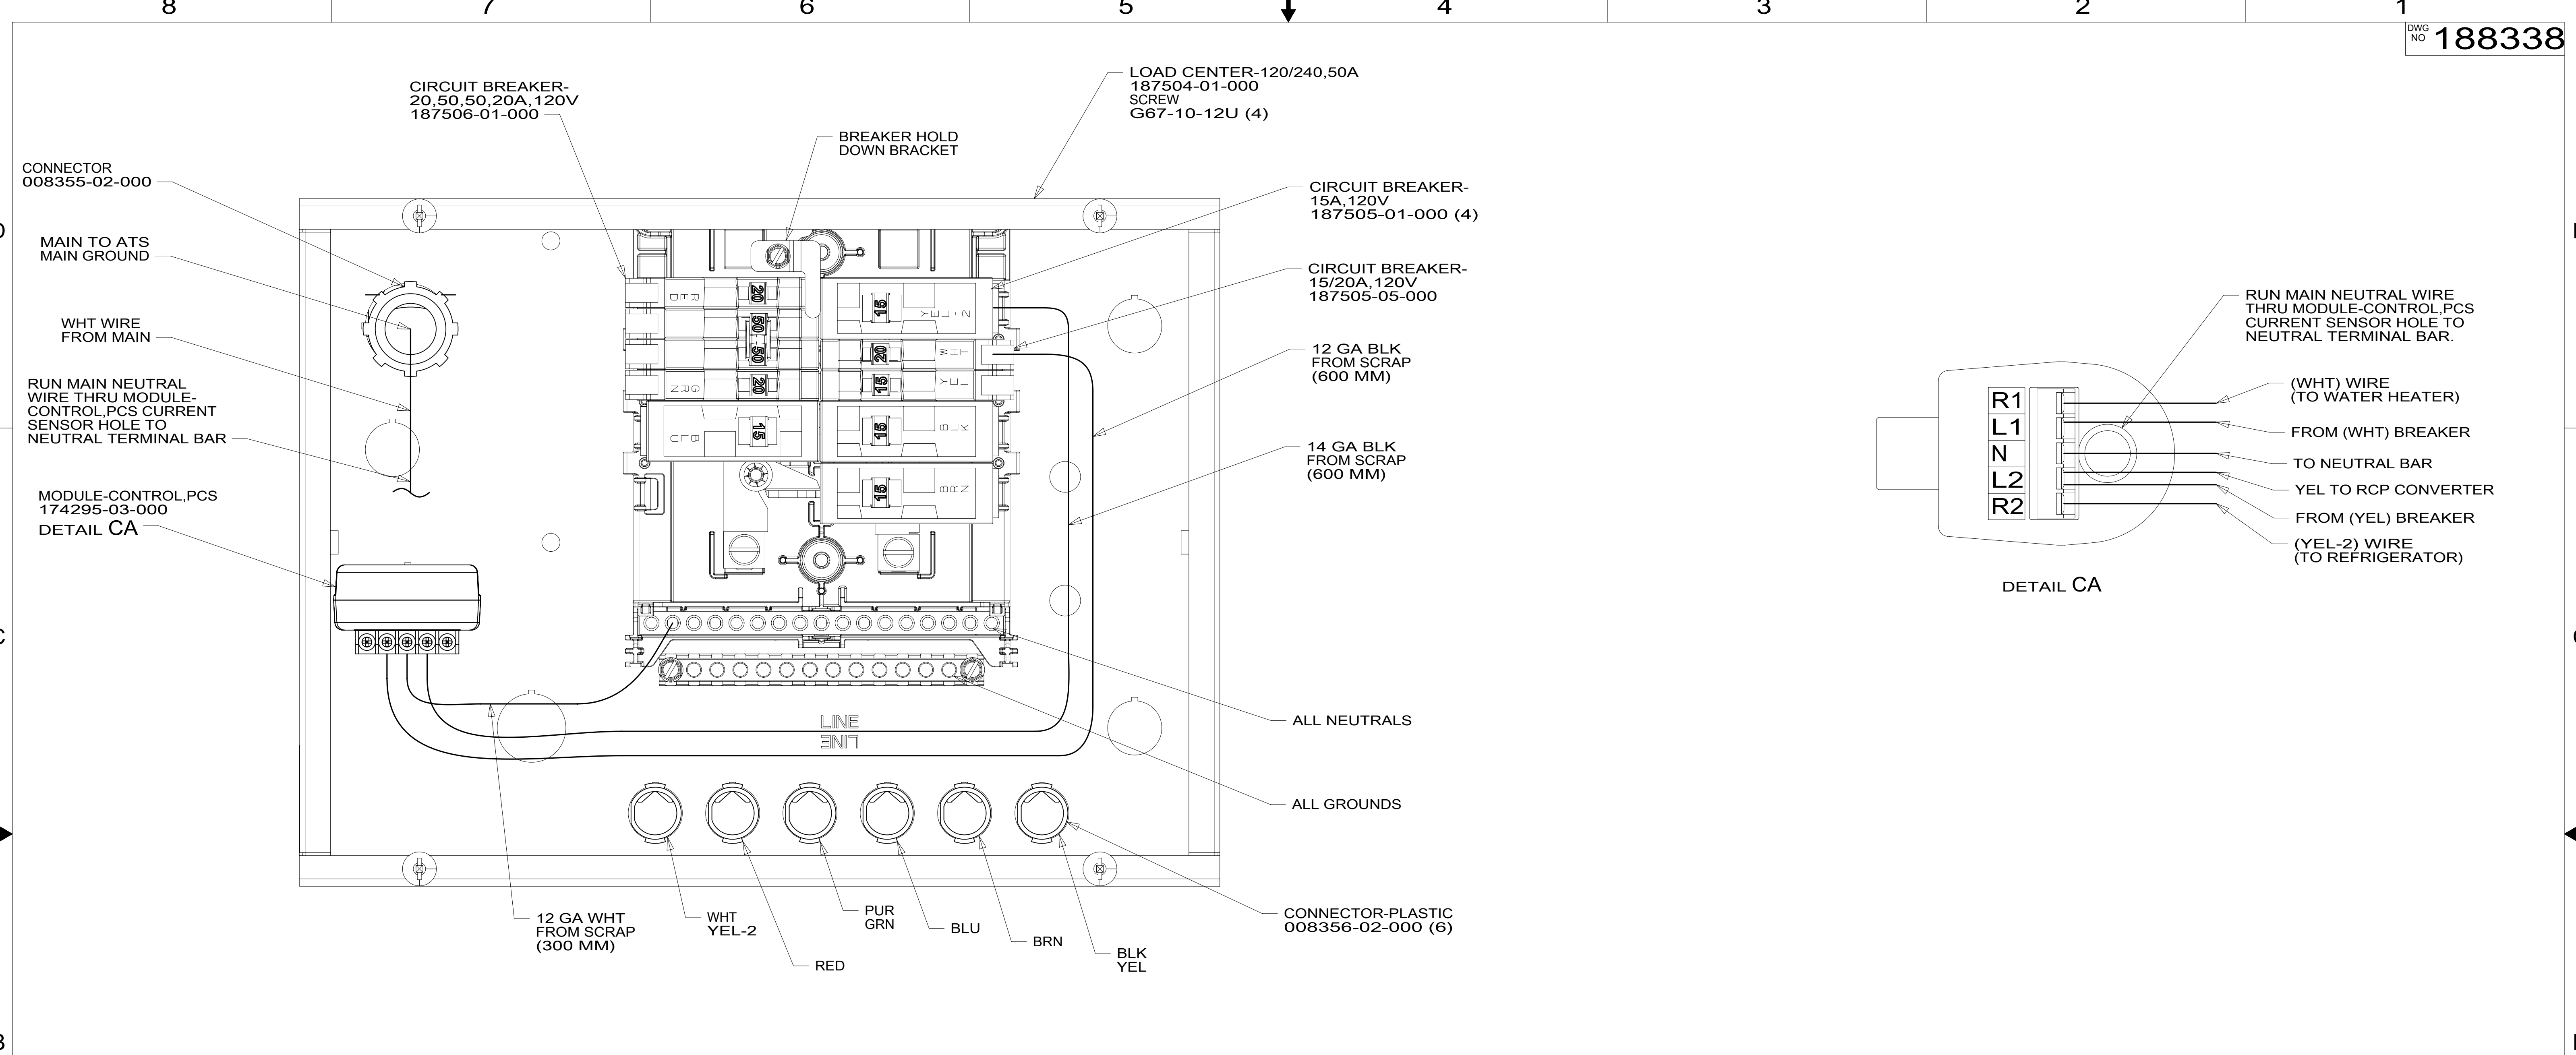 8 7 6 5 4 3 2 1
DWG
NO 188338
CIRCUIT BREAKER-
20,50,50,20A,120V
187506-01-000
LOAD CENTER-120/240,50A
187504-01-000
SCREW
G67-10-12U (4)
BREAKER HOLD
DOWN BRACKET
CONNECTOR
008355-02-000
MAIN TO ATS
MAIN GROUND
WHT WIRE
FROM MAIN
RUN MAIN NEUTRAL
WIRE THRU MODULE-
CONTROL,PCS CURRENT
SENSOR HOLE TO
NEUTRAL TERMINAL BAR
MODULE-CONTROL,PCS
174295-03-000
DETAIL CA
RED
20
50
50
20
GRN
15
BLU
15
YEL-2
20
WHT
15
YEL
15
BLK
15
BRN
CIRCUIT BREAKER-
15A,120V
187505-01-000 (4)
CIRCUIT BREAKER-
15/20A,120V
187505-05-000
12 GA BLK
FROM SCRAP
(600 MM)
14 GA BLK
FROM SCRAP
(600 MM)
ALL NEUTRALS
ALL GROUNDS
LINE
LINE
12 GA WHT
FROM SCRAP
(300 MM)
WHT
YEL-2
RED
PUR
GRN
BLU
BRN
BLK
YEL
CONNECTOR-PLASTIC
008356-02-000 (6)
RUN MAIN NEUTRAL WIRE
THRU MODULE-CONTROL,PCS
CURRENT SENSOR HOLE TO
NEUTRAL TERMINAL BAR.
R1
L1
N
L2
R2
(WHT) WIRE
(TO WATER HEATER)
FROM (WHT) BREAKER
TO NEUTRAL BAR
YEL TO RCP CONVERTER
FROM (YEL) BREAKER
(YEL-2) WIRE
(TO REFRIGERATOR)
DETAIL CA